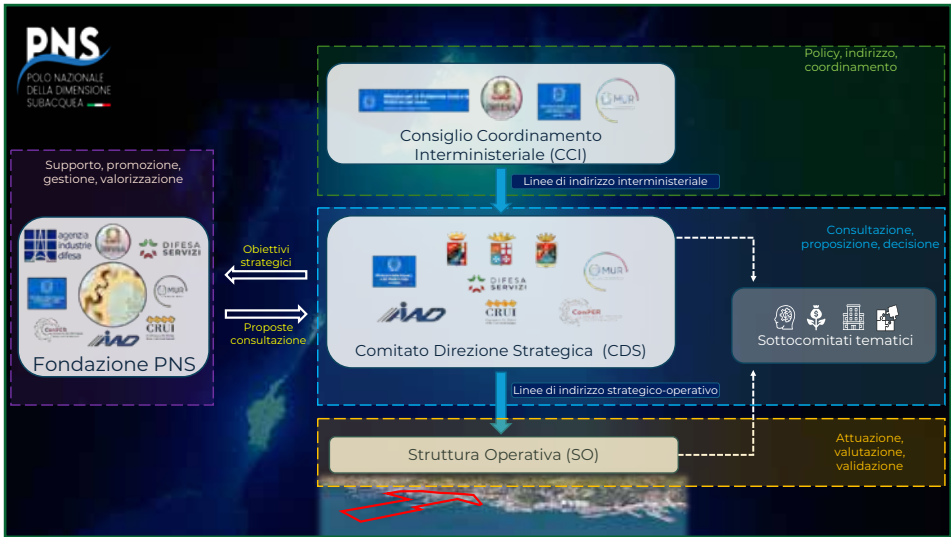 PNS
POLO NAZIONALE
DELLA DIMENSIONE
SUBACQUEA
Policy, indirizzo,
coordinamento
DIFESA
MUR
Consiglio Coordinamento
Interministeriale (CCI)
Linee di indirizzo interministeriale
Supporto, promozione,
gestione, valorizzazione
agenzia
industrie
difesa
DIFESA
SERVIZI
MUR
ConPER
AIAD
CRUI
Fondazione PNS
Obiettivi
strategici
Proposte
consultazione
MUR
DIFESA
SERVIZI
AIAD
CRUI
ConPER
Comitato Direzione Strategica (CDS)
Consultazione,
proposizione, decisione
Sottocomitati tematici
Linee di indirizzo strategico-operativo
Struttura Operativa (SO)
Attuazione,
valutazione,
validazione